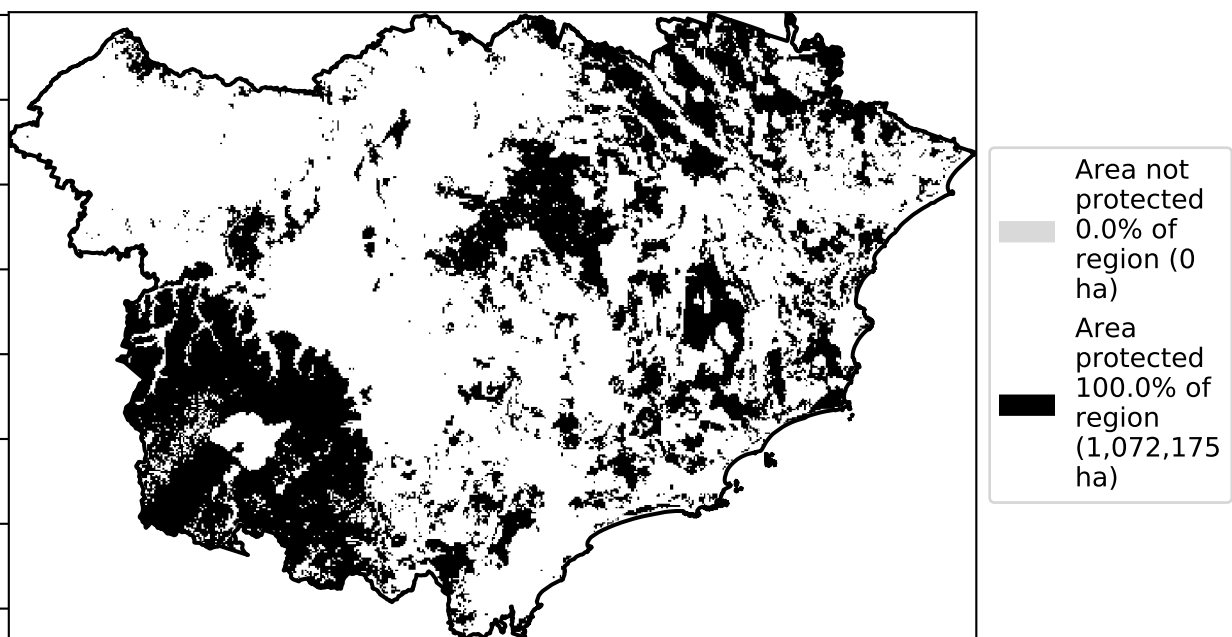 Area not
protected
0.0% of
region (0
ha)
Area
protected
100.0% of
region
(1,072,175
ha)